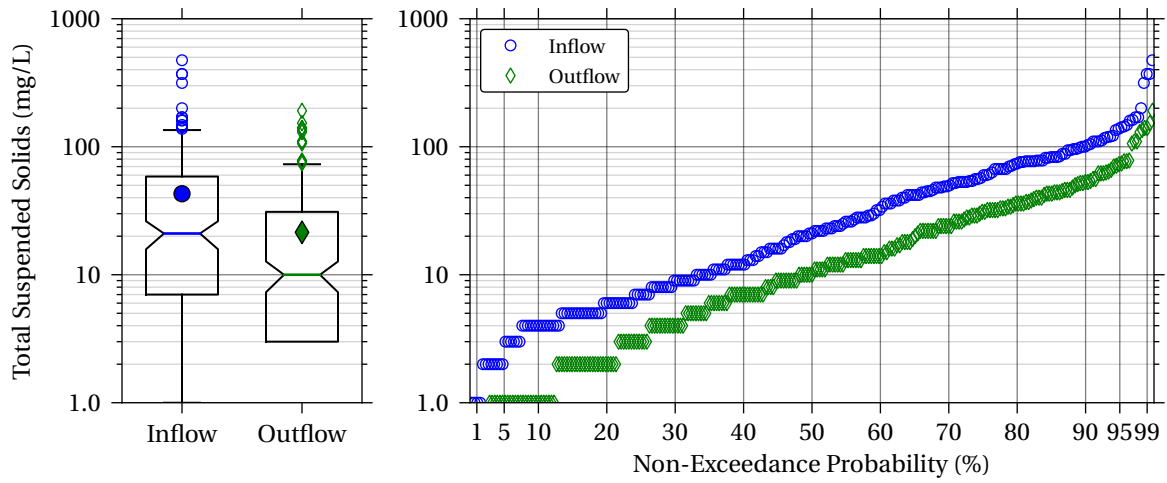 Total Suspended Solids (mg/L)
1000
100
10
1.0
Inflow
Outflow
1000
100
10
1.0
Inflow
Outflow
1 5 10 20 30 40 50 60 70 80 90 95 99
Non-Exceedance Probability (%)